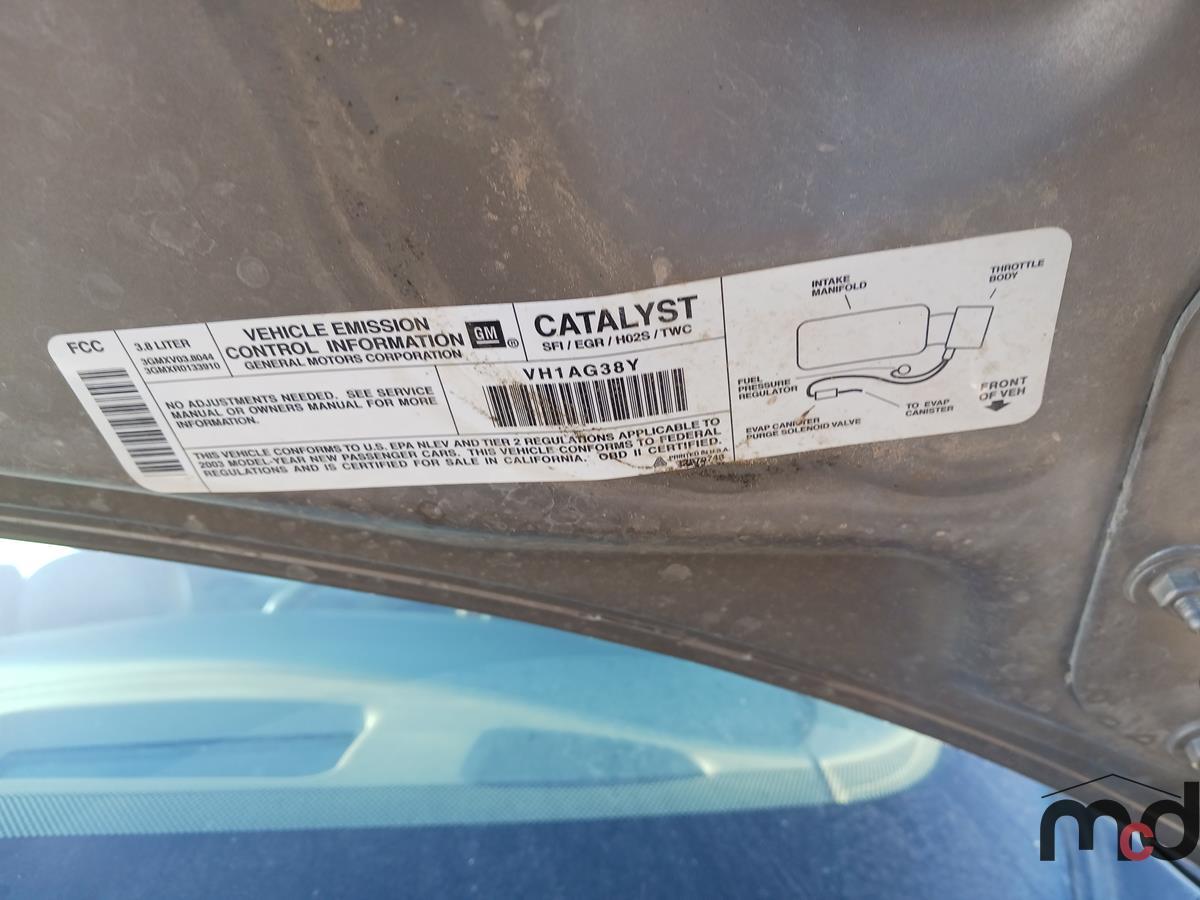 FCC
3.8 LITER
3GMXV03.8044
3GMXR0133910
VEHICLE EMISSION
CONTROL INFORMATION
GENERAL MOTORS CORPORATION
GM ®
CATALYST
SFI / EGR / H02S / TWC
NO ADJUSTMENTS NEEDED. SEE SERVICE
MANUAL OR OWNERS MANUAL FOR MORE
INFORMATION.
VH1AG38Y
THIS VEHICLE CONFORMS TO U.S. EPA NLEV AND TIER 2 REGULATIONS APPLICABLE TO
2003 MODEL-YEAR NEW PASSENGER CARS. THIS VEHICLE CONFORMS TO FEDERAL
REGULATIONS AND IS CERTIFIED FOR SALE IN CALIFORNIA. OBD II CERTIFIED.
PRINTED IN U.S.A.
INTAKE
MANIFOLD
THROTTLE
BODY
FUEL
PRESSURE
REGULATOR
TO EVAP
CANISTER
FRONT
OF VEH
EVAP CANISTER
PURGE SOLENOID VALVE
mcd